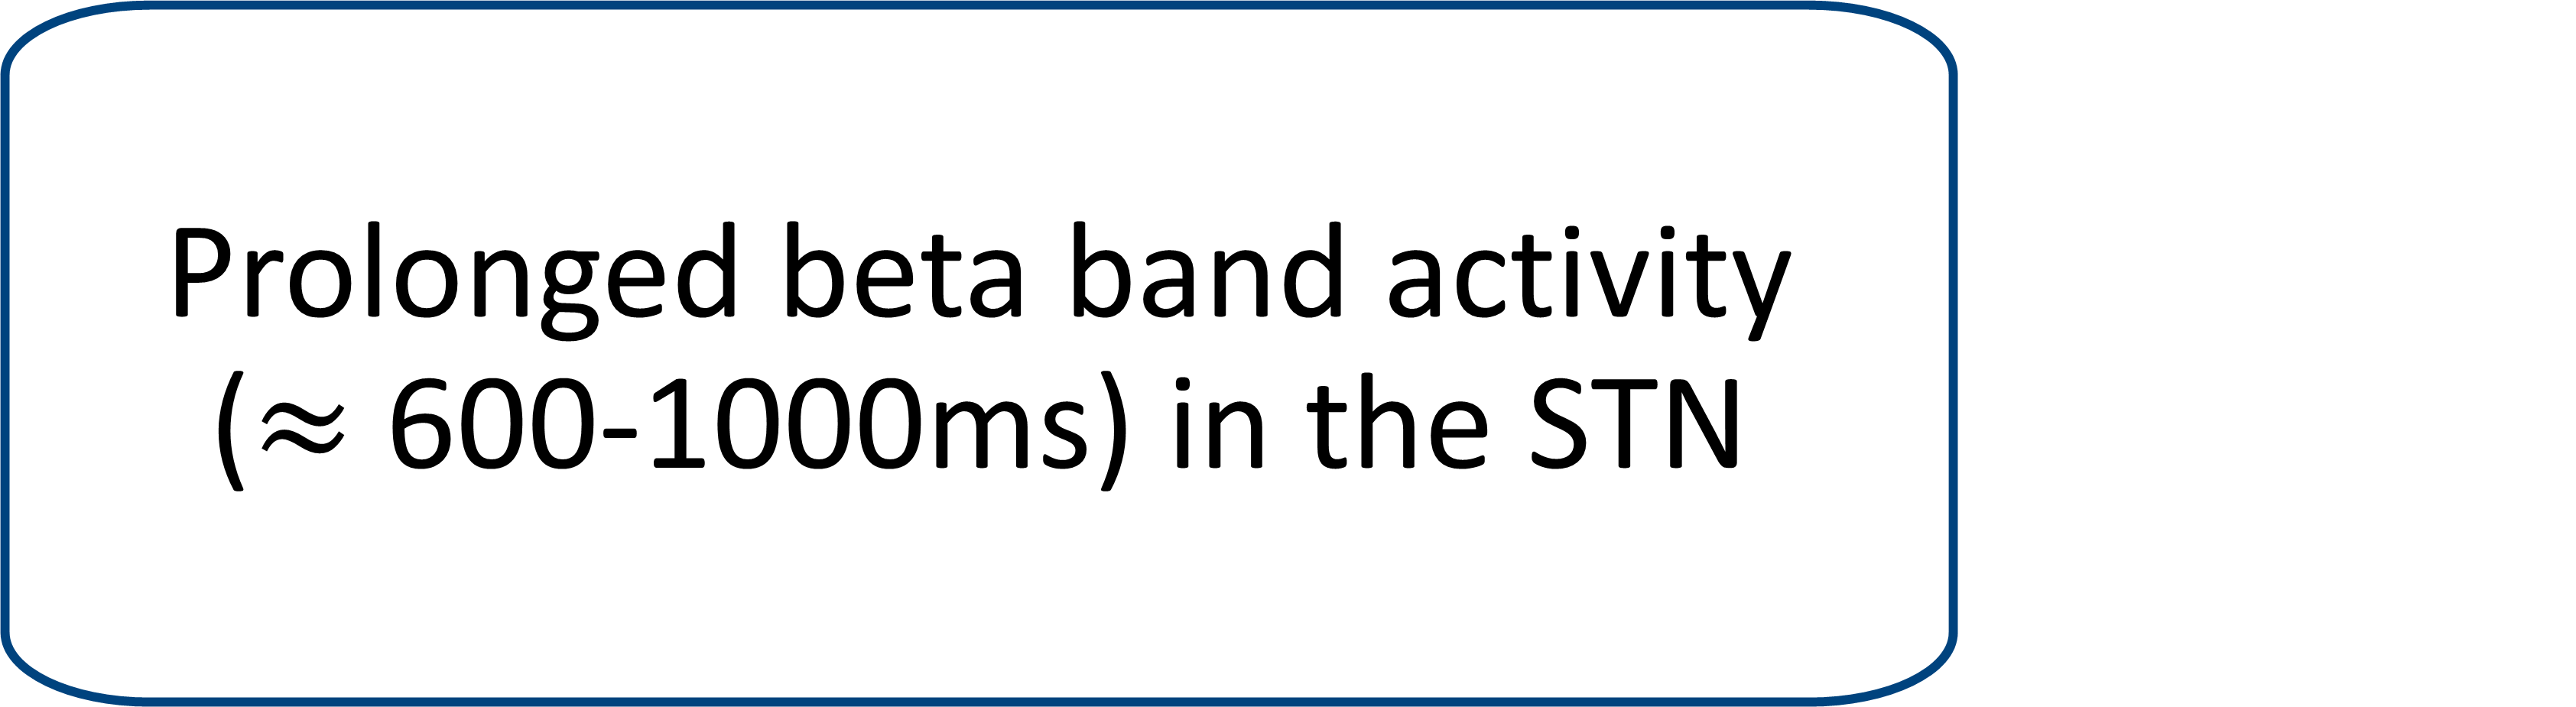 Prolonged beta band activity
(≈ 600-1000ms) in the STN